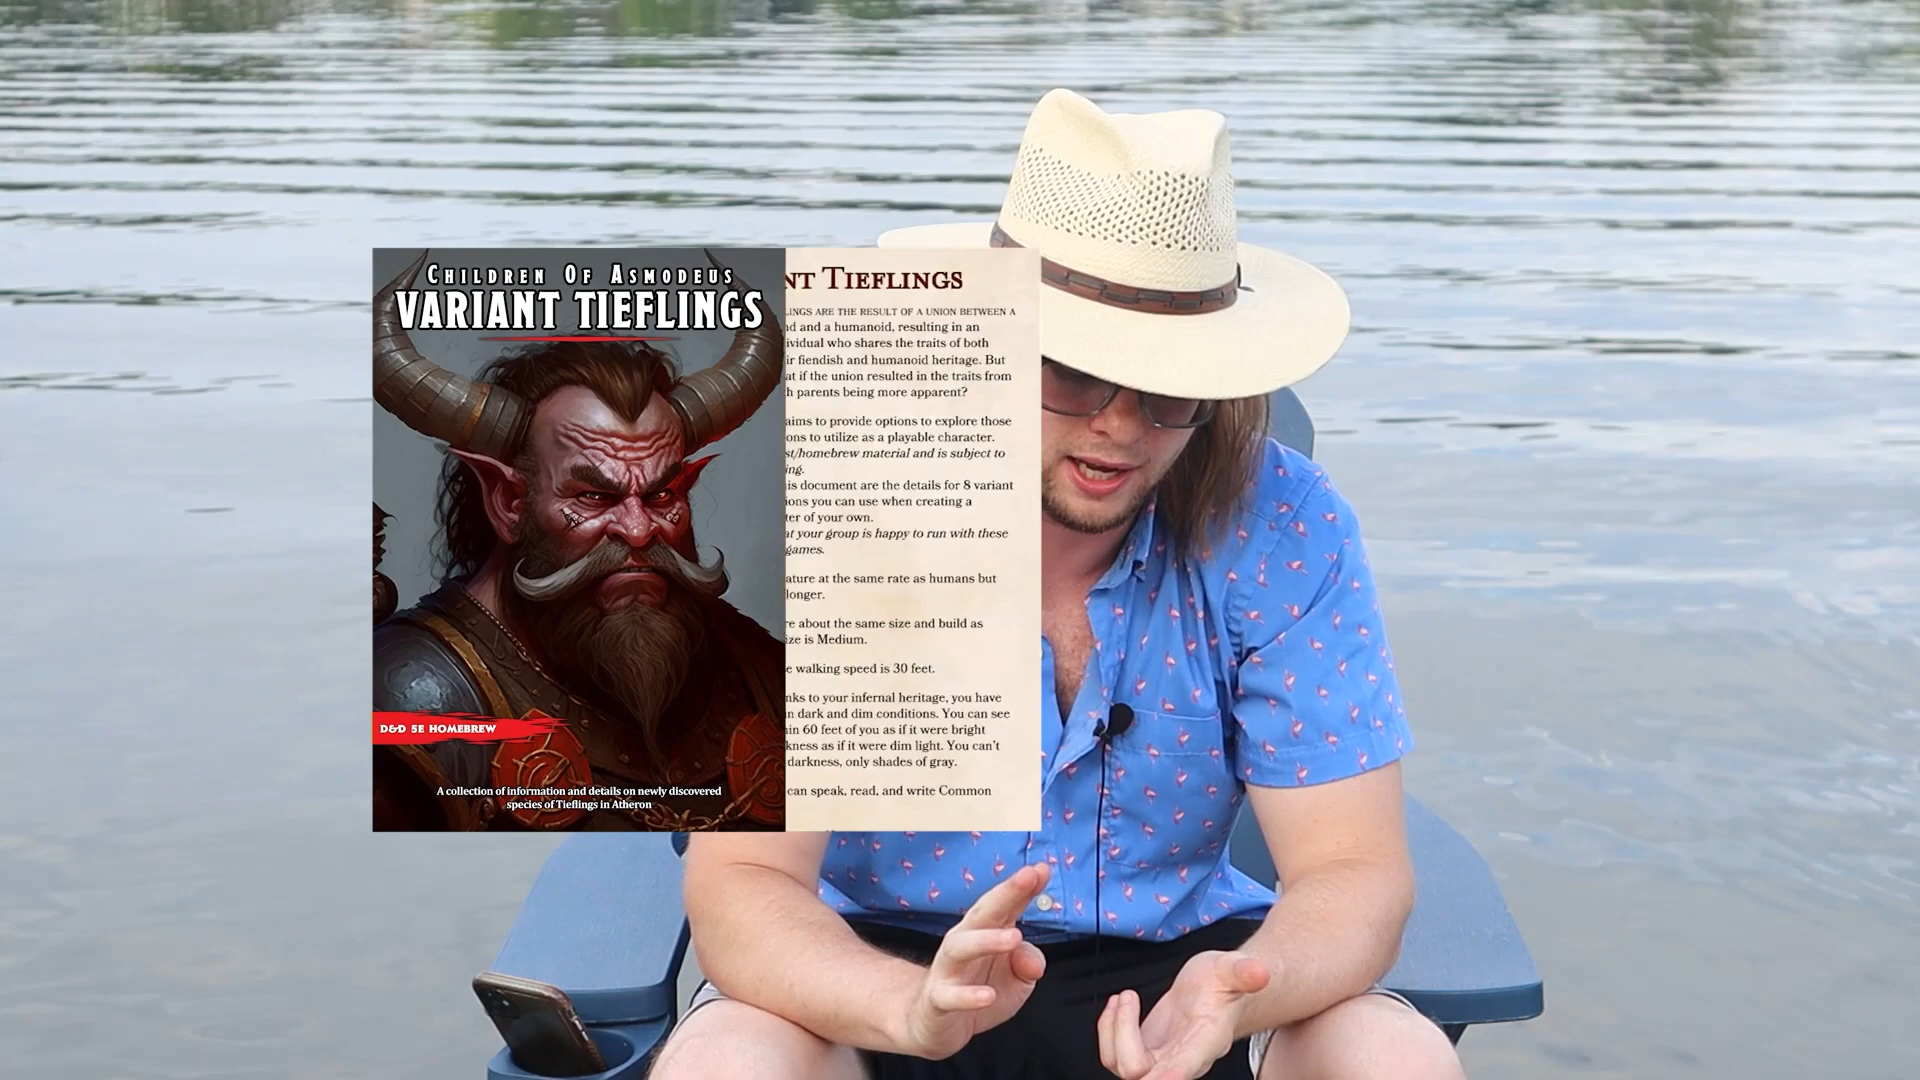 CHILDREN OF ASMODEUS
VARIANT TIEFLINGS
D&D 5E HOMEBREW
A collection of information and details on newly discovered
species of Tieflings in Atheron
NT TIEFLINGS
LINGS ARE THE RESULT OF A UNION BETWEEN A
and a humanoid, resulting in an
ividual who shares the traits of both
ir fiendish and humanoid heritage. But
at if the union resulted in the traits from
h parents being more apparent?
aims to provide options to explore those
ons to utilize as a playable character.
st/homebrew material and is subject to
ing.
is document are the details for 8 variant
ions you can use when creating a
ter of your own.
at your group is happy to run with these
games.
ature at the same rate as humans but
longer.
re about the same size and build as
ize is Medium.
e walking speed is 30 feet.
nks to your infernal heritage, you have
n dark and dim conditions. You can see
in 60 feet of you as if it were bright
kness as if it were dim light. You can't
darkness, only shades of gray.
can speak, read, and write Common